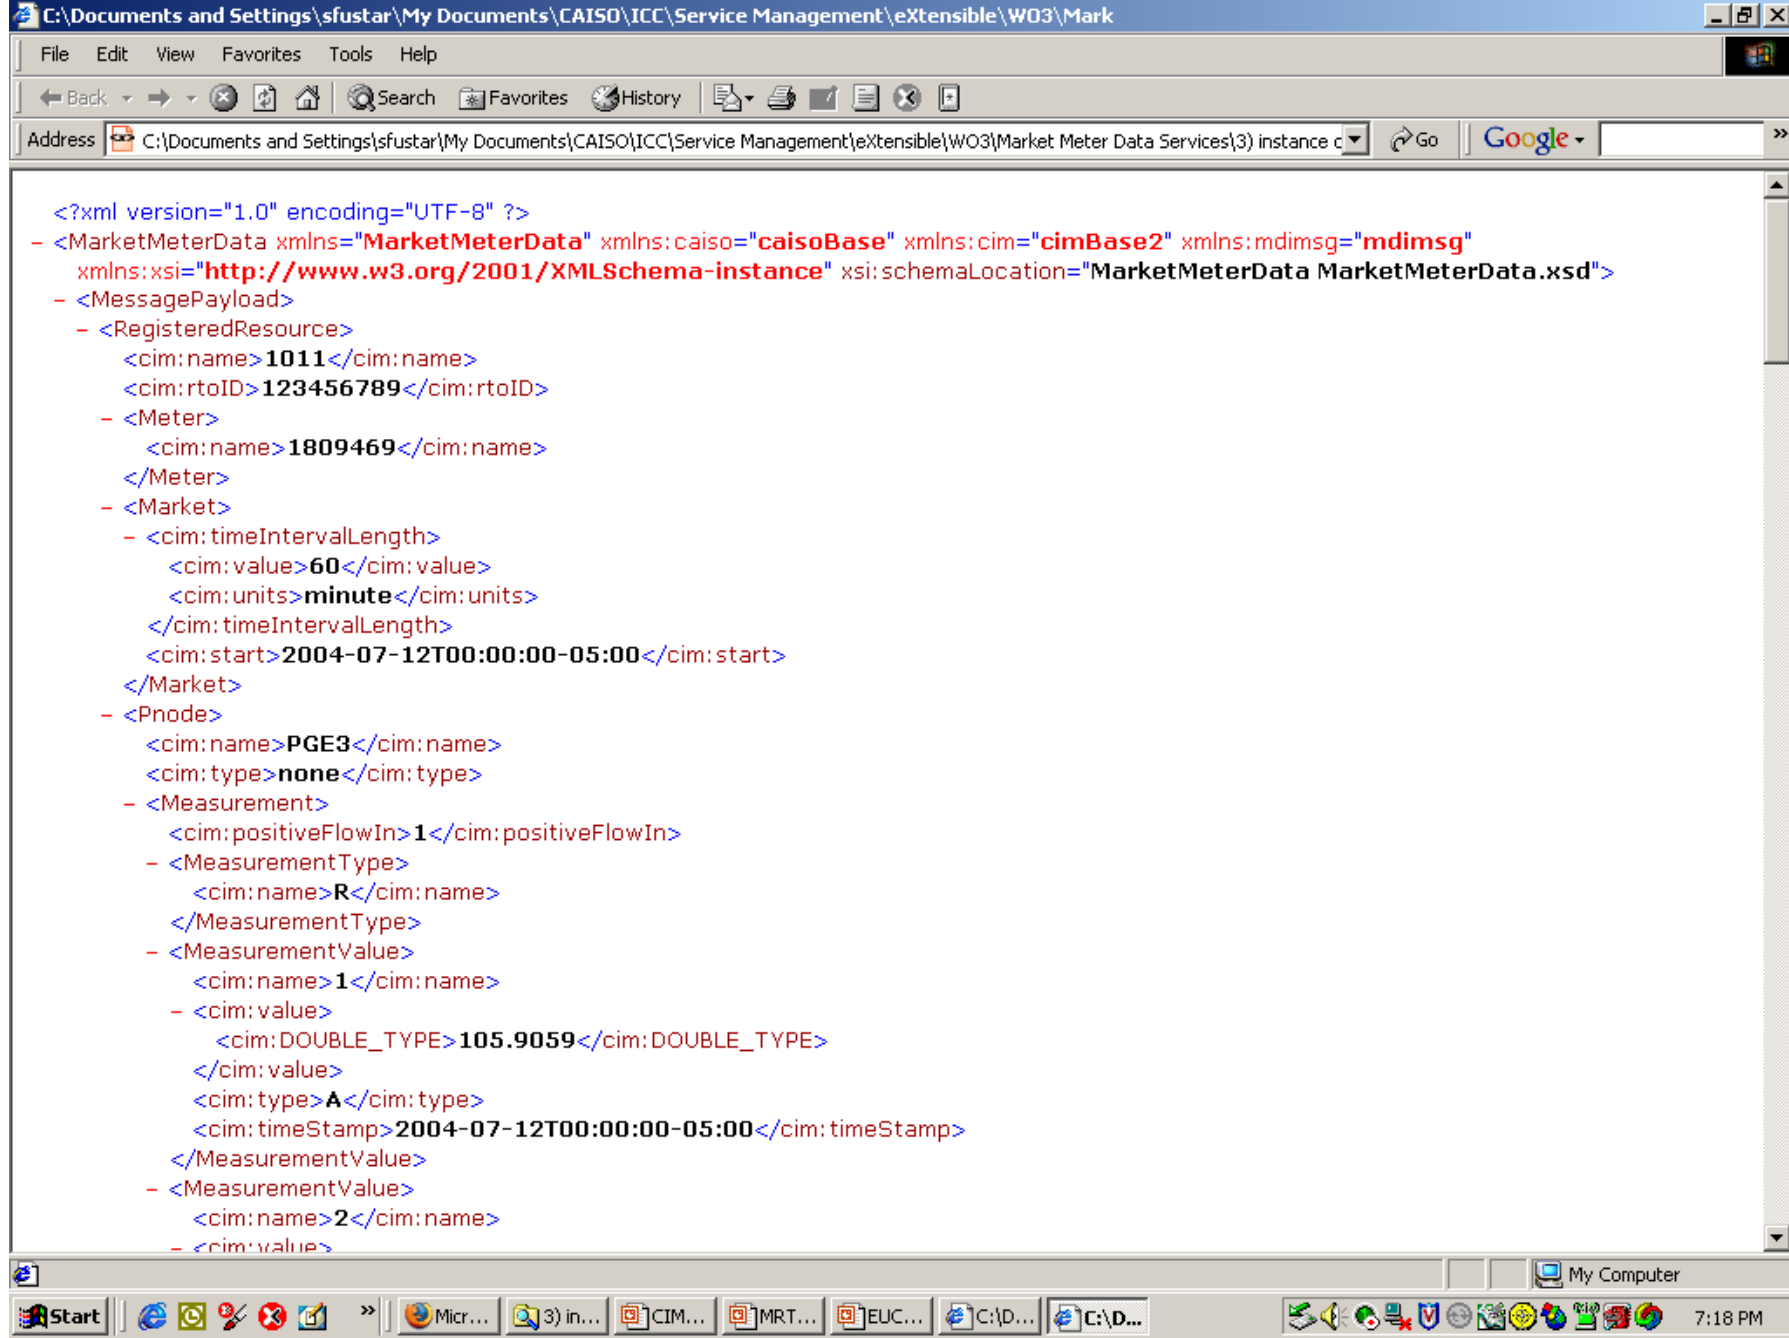 C:\Documents and Settings\sfustar\My Documents\CAISO\ICC\Service Management\eXtensible\WO3\Mark
File Edit View Favorites Tools Help
Back Search Favorites History
Address C:\Documents and Settings\sfustar\My Documents\CAISO\ICC\Service Management\eXtensible\WO3\Market Meter Data Services\3) instance Go Google »
<?xml version="1.0" encoding="UTF-8" ?>
- <MarketMeterData xmlns="MarketMeterData" xmlns:caiso="caisoBase" xmlns:cim="cimBase2" xmlns:mdimsg="mdimsg"
xmlns:xsi="http://www.w3.org/2001/XMLSchema-instance" xsi:schemaLocation="MarketMeterData MarketMeterData.xsd">
- <MessagePayload>
- <RegisteredResource>
<cim:name>1011</cim:name>
<cim:rtoID>123456789</cim:rtoID>
- <Meter>
<cim:name>1809469</cim:name>
</Meter>
- <Market>
- <cim:timeIntervalLength>
<cim:value>60</cim:value>
<cim:units>minute</cim:units>
</cim:timeIntervalLength>
<cim:start>2004-07-12T00:00:00-05:00</cim:start>
</Market>
- <Pnode>
<cim:name>PGE3</cim:name>
<cim:type>none</cim:type>
- <Measurement>
<cim:positiveFlowIn>1</cim:positiveFlowIn>
- <MeasurementType>
<cim:name>R</cim:name>
</MeasurementType>
- <MeasurementValue>
<cim:name>1</cim:name>
- <cim:value>
<cim:DOUBLE_TYPE>105.9059</cim:DOUBLE_TYPE>
</cim:value>
<cim:type>A</cim:type>
<cim:timeStamp>2004-07-12T00:00:00-05:00</cim:timeStamp>
</MeasurementValue>
- <MeasurementValue>
<cim:name>2</cim:name>
- <cim:value>
My Computer
Start » Micr... 3) in... CIM... MRT... EUC... C:\D... C:\D... 7:18 PM